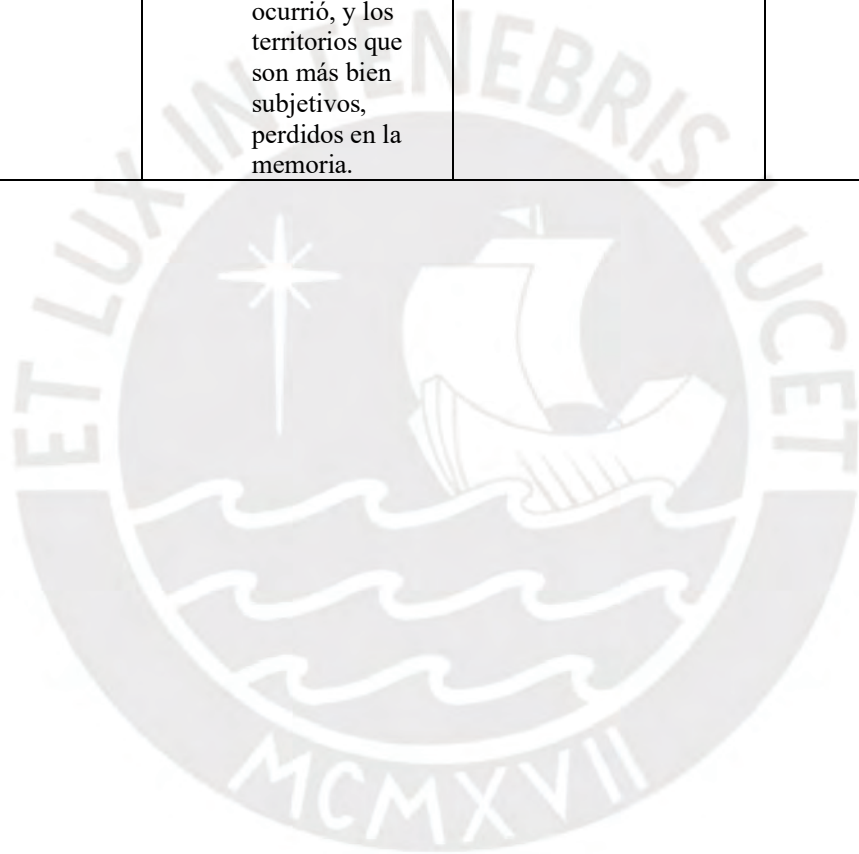 ocurrió, y los
territorios que
son más bien
subjetivos,
perdidos en la
memoria.
ET LUX IN TENEBRIS LUCET
MCMXVII